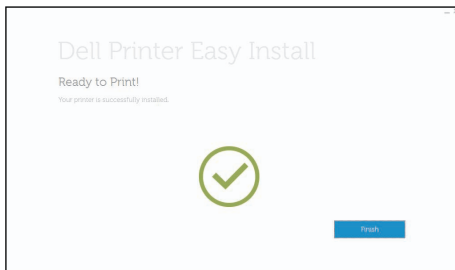 Dell Printer Easy Install
Ready to Print!
Your printer is successfully installed.
Finish